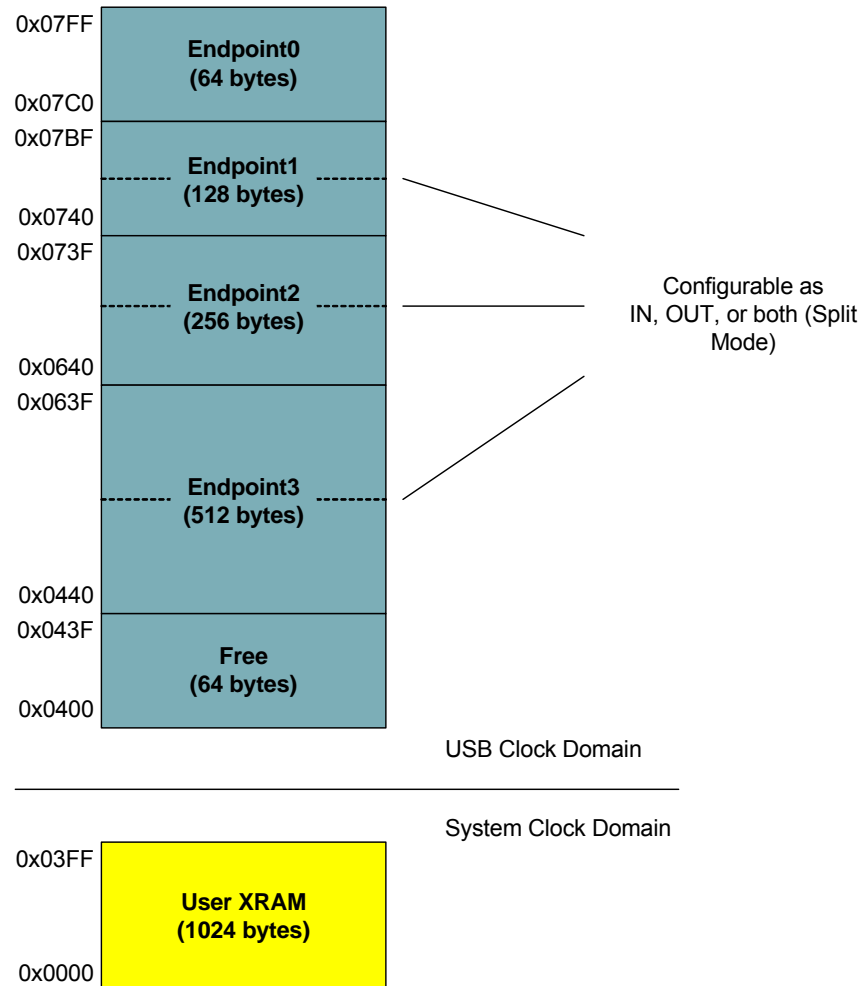 0x07FF
Endpoint0
(64 bytes)
0x07C0
0x07BF
Endpoint1
(128 bytes)
0x0740
0x073F
Endpoint2
(256 bytes)
0x0640
0x063F
Endpoint3
(512 bytes)
0x0440
0x043F
Free
(64 bytes)
0x0400
Configurable as
IN, OUT, or both (Split
Mode)
USB Clock Domain
System Clock Domain
0x03FF
User XRAM
(1024 bytes)
0x0000